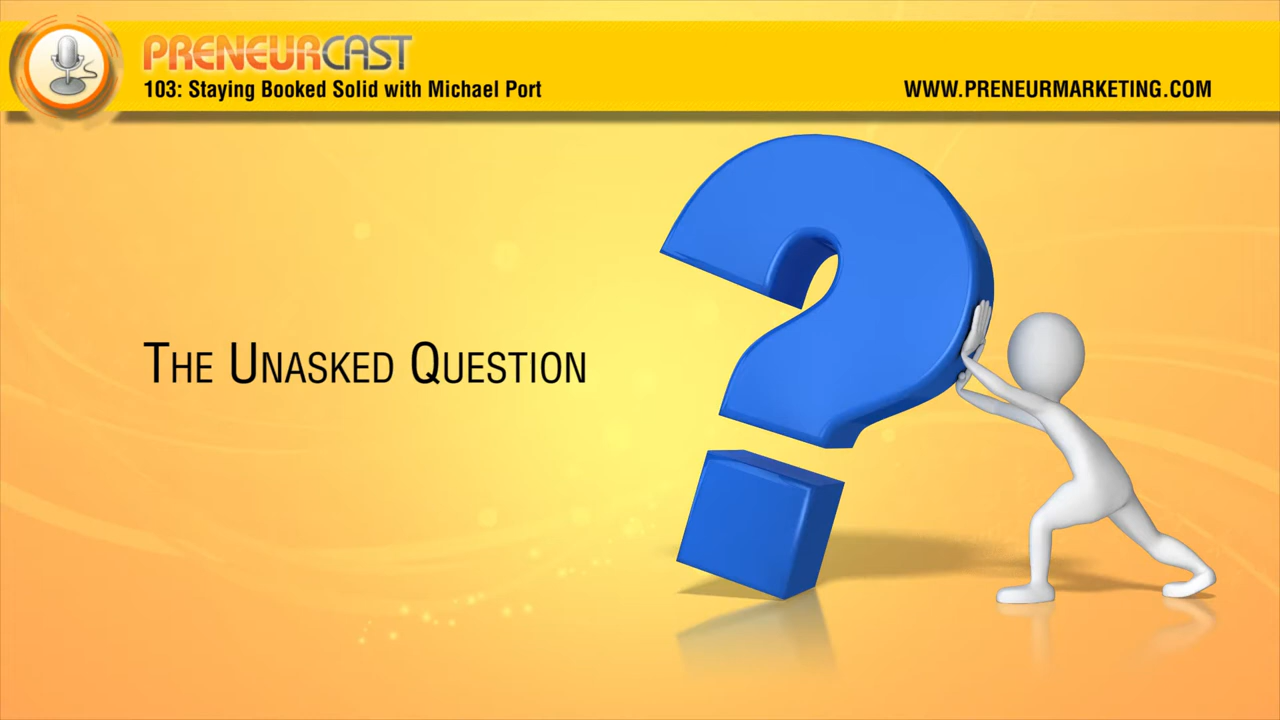 PRENEURCAST
103: Staying Booked Solid with Michael Port
WWW.PRENEURMARKETING.COM
The Unasked Question